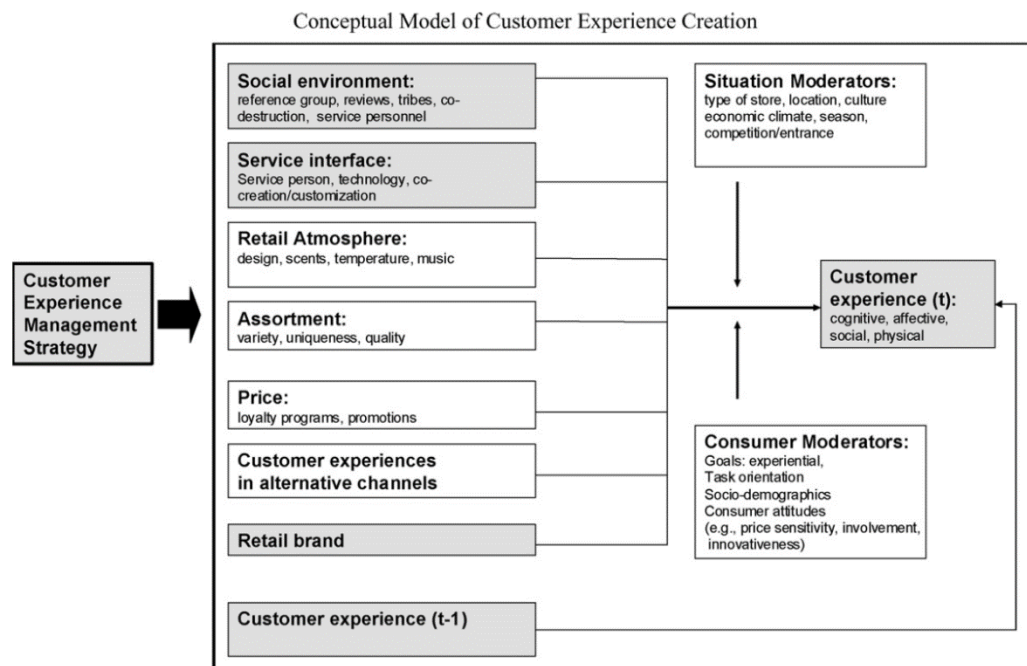 Conceptual Model of Customer Experience Creation
Social environment:
reference group, reviews, tribes, co-
destruction, service personnel
Service interface:
Service person, technology, co-
creation/customization
Retail Atmosphere:
design, scents, temperature, music
Assortment:
variety, uniqueness, quality
Price:
loyalty programs, promotions
Customer experiences
in alternative channels
Retail brand
Customer experience (t-1)
Customer
Experience
Management
Strategy
Situation Moderators:
type of store, location, culture
economic climate, season,
competition/entrance
Customer
experience (t):
cognitive, affective,
social, physical
Consumer Moderators:
Goals: experiential,
Task orientation
Socio-demographics
Consumer attitudes
(e.g., price sensitivity, involvement,
innovativeness)